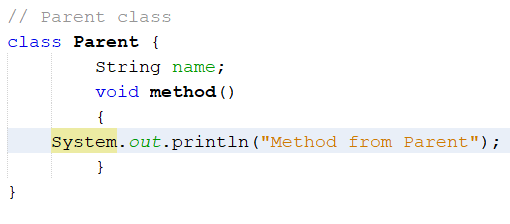 // Parent class
class Parent {
String name;
void method()
{
System.out.println("Method from Parent");
}
}